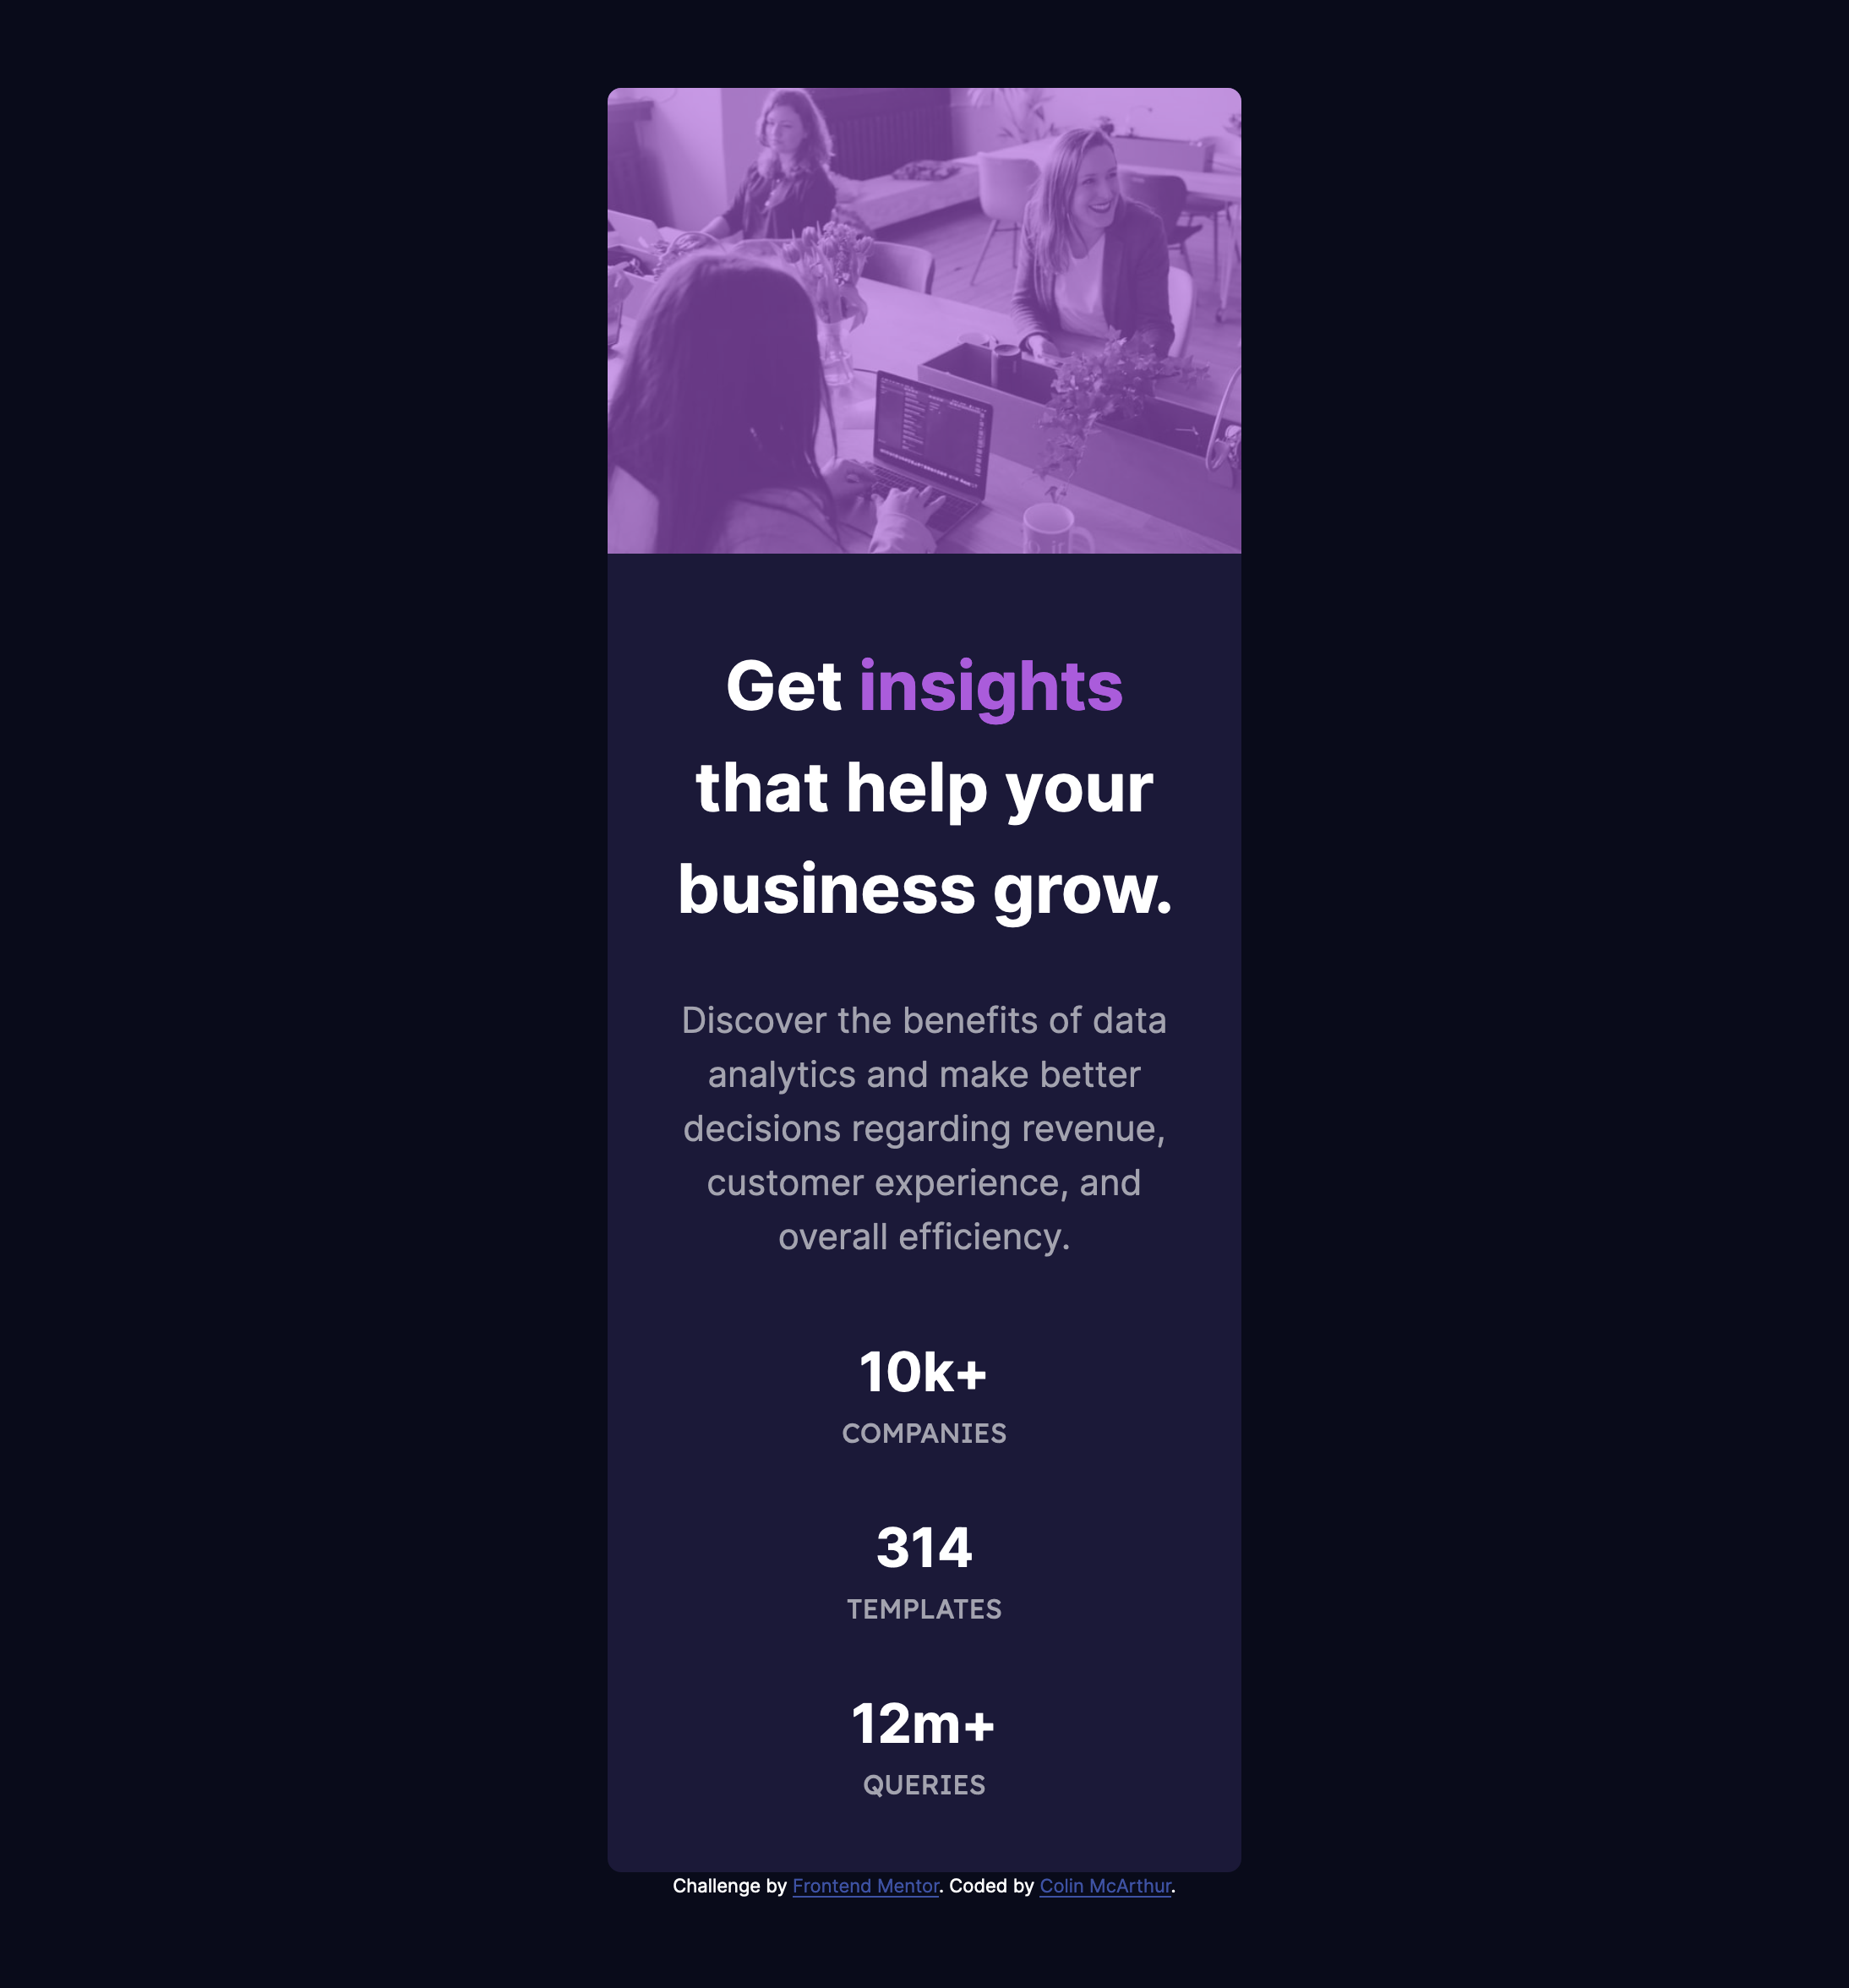 Get insights
that help your
business grow.
Discover the benefits of data
analytics and make better
decisions regarding revenue,
customer experience, and
overall efficiency.
10k+
COMPANIES
314
TEMPLATES
12m+
QUERIES
Challenge by Frontend Mentor. Coded by Colin McArthur.